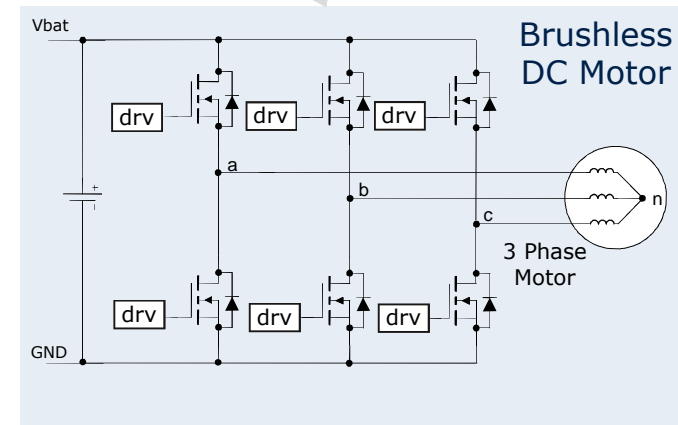 Vbat
Brushless
DC Motor
drv
drv
drv
a
b
n
c
+
−
3 Phase
Motor
drv
drv
drv
GND